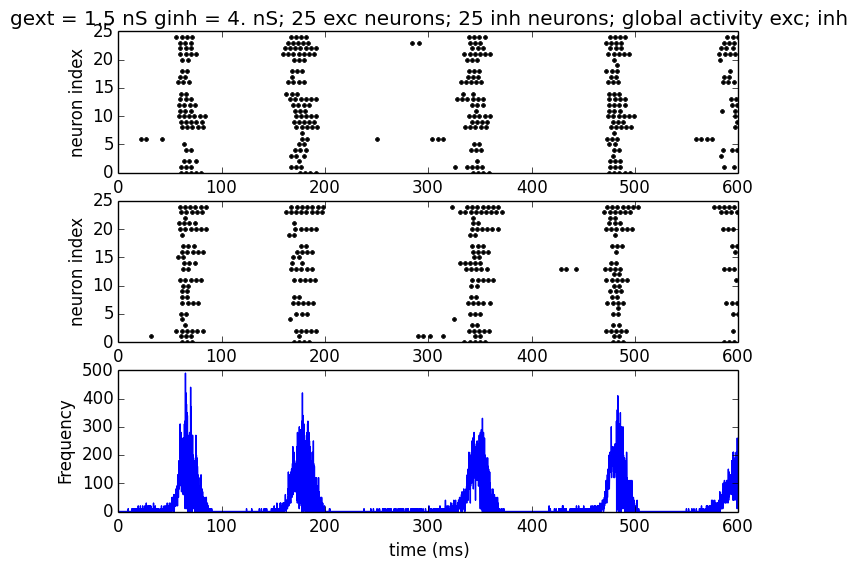 gext = 1.5 nS ginh = 4. nS; 25 exc neurons; 25 inh neurons; global activity exc; inh
25
20
15
10
5
0
neuron index
0 100 200 300 400 500 600
25
20
15
10
5
0
neuron index
0 100 200 300 400 500 600
500
400
300
200
100
0
Frequency
0 100 200 300 400 500 600
time (ms)